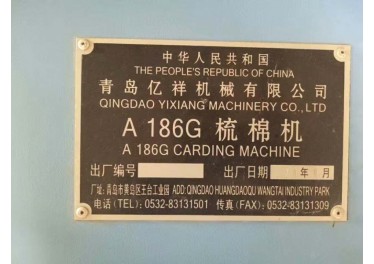 中华人民共和国
THE PEOPLE'S REPUBLIC OF CHINA
青岛亿祥机械有限公司
QINGDAO YIXIANG MACHINERY CO.,LTD
A 186G 梳棉机
A 186G CARDING MACHINE
出厂编号 出厂日期 年 月
厂址:青岛市黄岛区王台工业园 ADD:QINGDAO HUANGDAOQU WANGTAI INDUSTRY PARK
电话(TEL):0532-83131501 传真(FAX):0532-83131309